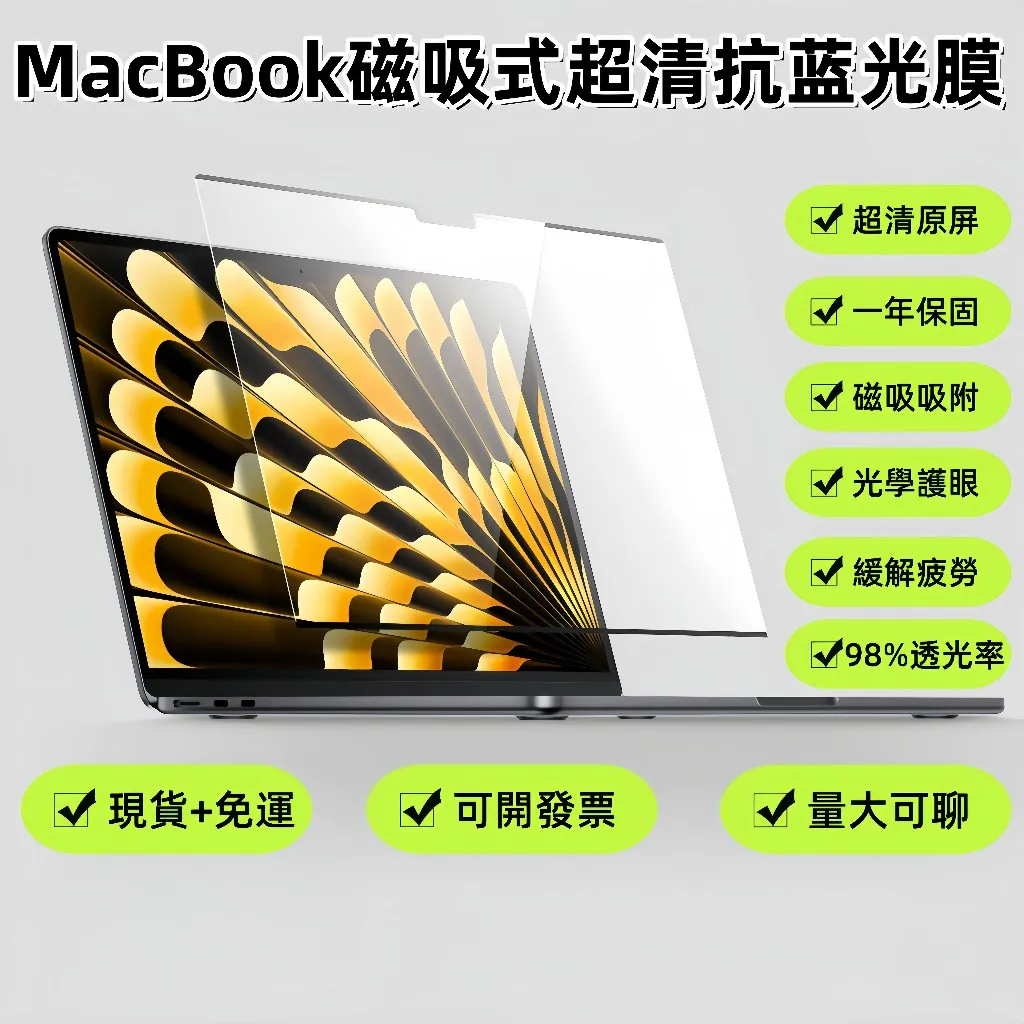 MacBook磁吸式超清抗蓝光膜
超清原屏
一年保固
磁吸吸附
光學護眼
緩解疲勞
98%透光率
現貨+免運
可開發票
量大可聊